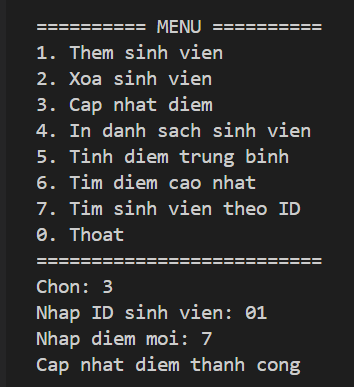 ========== MENU ==========
1. Them sinh vien
2. Xoa sinh vien
3. Cap nhat diem
4. In danh sach sinh vien
5. Tinh diem trung binh
6. Tim diem cao nhat
7. Tim sinh vien theo ID
0. Thoat
==========================
Chon: 3
Nhap ID sinh vien: 01
Nhap diem moi: 7
Cap nhat diem thanh cong